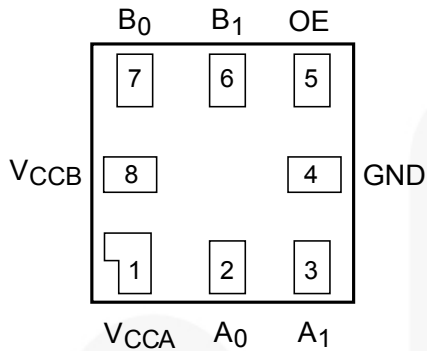 B0 B1 OE
7 6 5
VCCB 8 4 GND
1 2 3
VCCA A0 A1